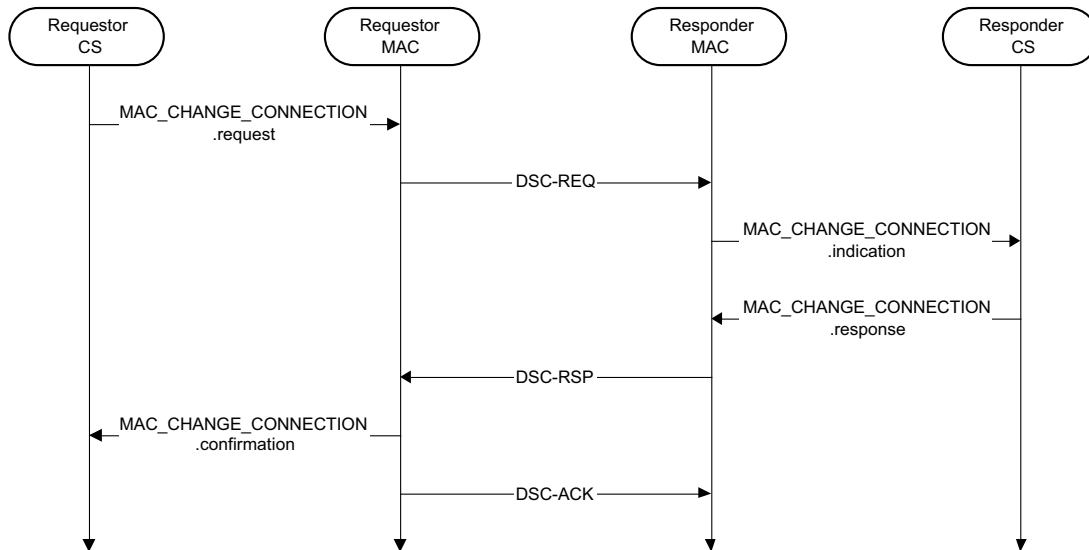 Requestor
CS
Requestor
MAC
Responder
MAC
Responder
CS
MAC_CHANGE_CONNECTION
.request
DSC-REQ
MAC_CHANGE_CONNECTION
.indication
MAC_CHANGE_CONNECTION
.response
DSC-RSP
MAC_CHANGE_CONNECTION
.confirmation
DSC-ACK